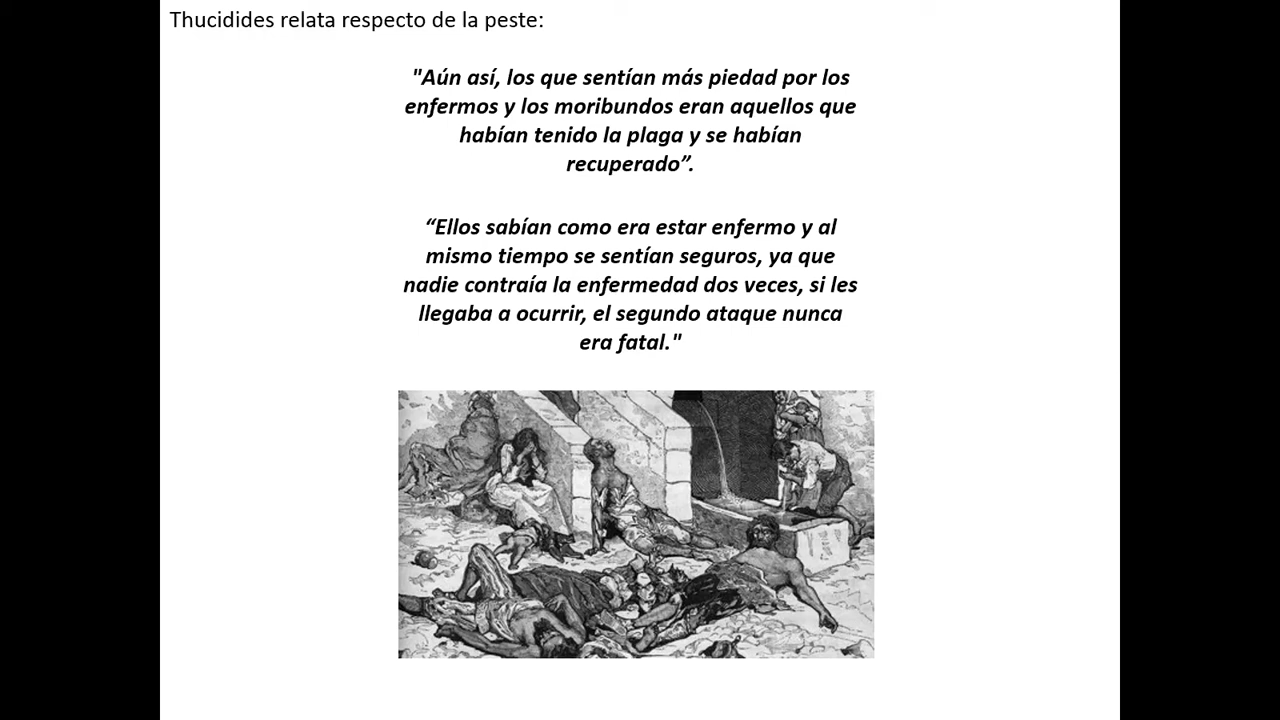 Thucidides relata respecto de la peste:
"Aún así, los que sentían más piedad por los
enfermos y los moribundos eran aquellos que
habían tenido la plaga y se habían
recuperado”.
“Ellos sabían como era estar enfermo y al
mismo tiempo se sentían seguros, ya que
nadie contraía la enfermedad dos veces, si les
llegaba a ocurrir, el segundo ataque nunca
era fatal."